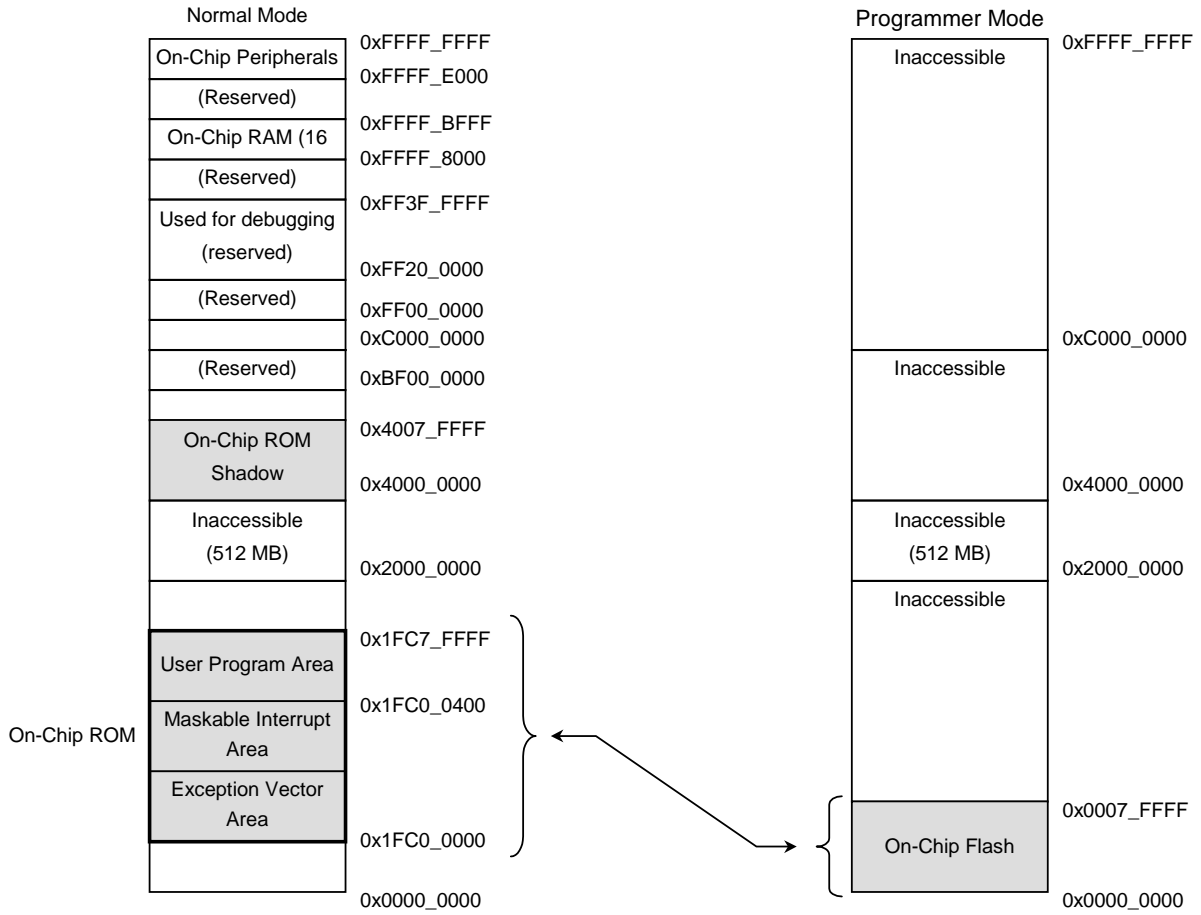 Normal Mode
On-Chip Peripherals
0xFFFF_FFFF
0xFFFF_E000
(Reserved)
On-Chip RAM (16
0xFFFF_BFFF
0xFFFF_8000
(Reserved)
Used for debugging
(reserved)
0xFF3F_FFFF
0xFF20_0000
(Reserved)
0xFF00_0000
0xC000_0000
(Reserved)
0xBF00_0000
On-Chip ROM
Shadow
0x4007_FFFF
0x4000_0000
Inaccessible
(512 MB)
0x2000_0000
On-Chip ROM
User Program Area
0x1FC7_FFFF
0x1FC0_0400
Maskable Interrupt
Area
Exception Vector
Area
0x1FC0_0000
0x0000_0000
Programmer Mode
Inaccessible
0xFFFF_FFFF
0xC000_0000
Inaccessible
0x4000_0000
Inaccessible
(512 MB)
0x2000_0000
Inaccessible
0x0007_FFFF
On-Chip Flash
0x0000_0000